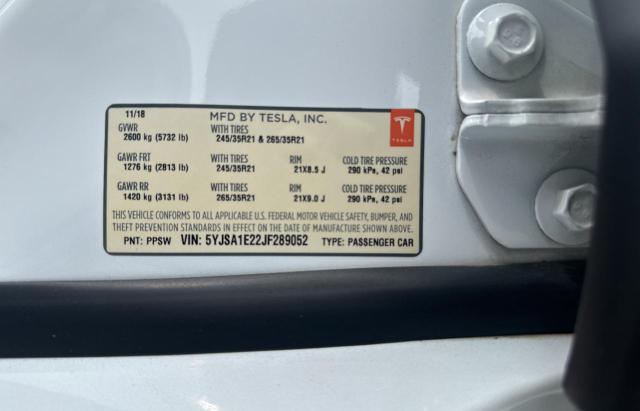 11/18 MFD BY TESLA, INC.
GVWR WITH TIRES
2600 kg (5732 lb) 245/35R21 & 265/35R21
TESLA
GAWR FRT WITH TIRES RIM COLD TIRE PRESSURE
1276 kg (2813 lb) 245/35R21 21X8.5 J 290 kPa, 42 psi
GAWR RR WITH TIRES RIM COLD TIRE PRESSURE
1420 kg (3131 lb) 265/35R21 21X9.0 J 290 kPa, 42 psi
THIS VEHICLE CONFORMS TO ALL APPLICABLE U.S. FEDERAL MOTOR VEHICLE SAFETY, BUMPER, AND
THEFT PREVENTION STANDARDS IN EFFECT ON THE DATE OF MANUFACTURE SHOWN ABOVE.
PNT: PPSW VIN: 5YJSA1E22JF289052 TYPE: PASSENGER CAR